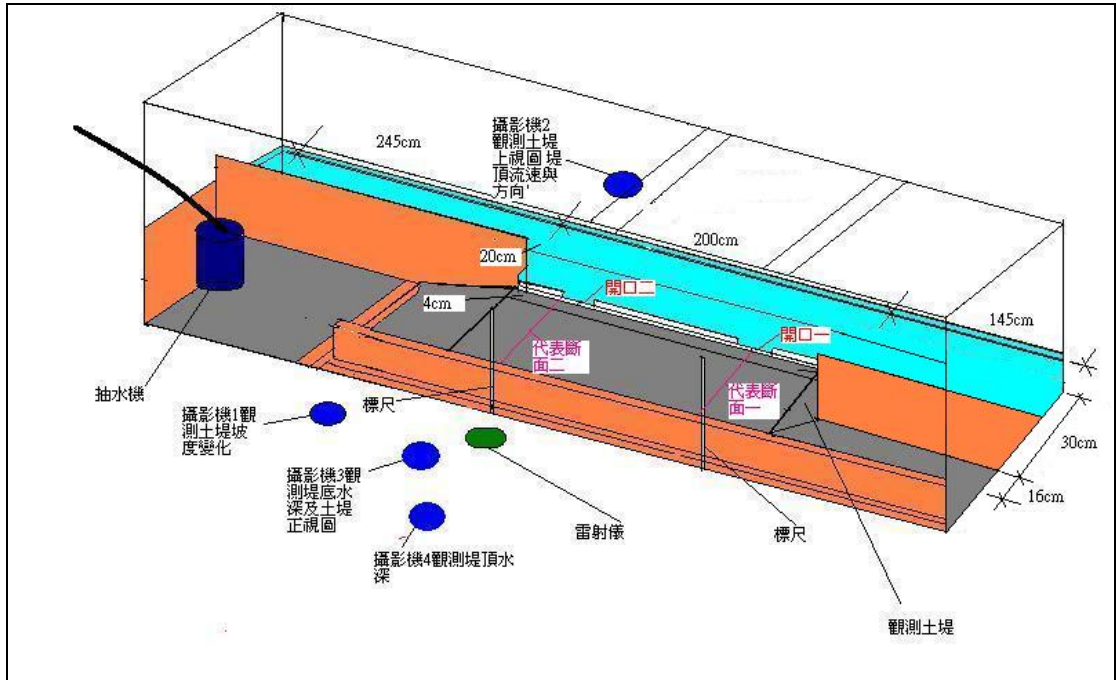 245cm
攝影機2
觀測土堤
上視圖 堤
頂流速與
方向'
200cm
20cm
開口二
145cm
4cm
開口一
代表斷
面二
代表斷
面一
抽水機
標尺
攝影機1觀
測土堤坡
度變化
30cm
攝影機3觀
測堤底水
深及土堤
正視圖
16cm
雷射儀
標尺
攝影機4觀測堤頂水
深
觀測土堤